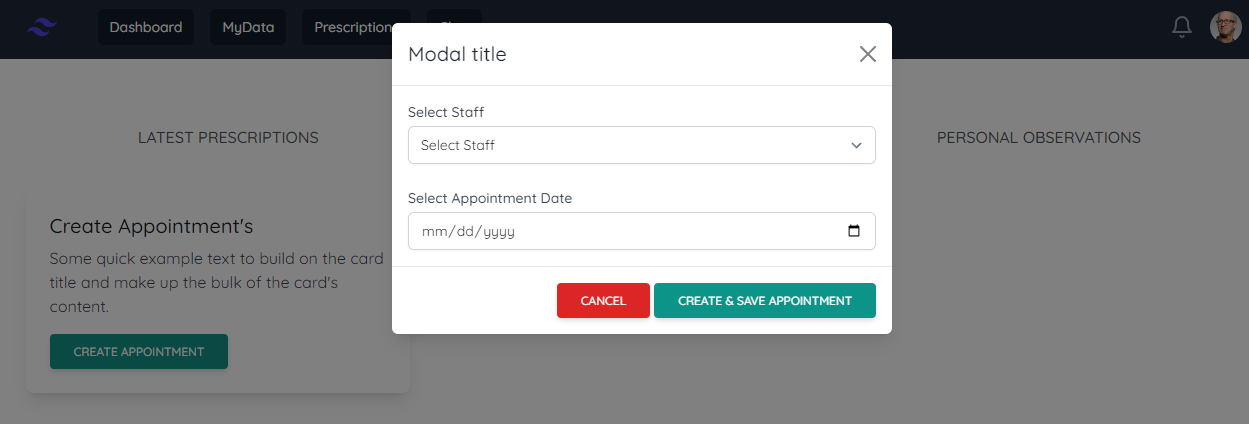 Dashboard
MyData
Prescription
Modal title
LATEST PRESCRIPTIONS
PERSONAL OBSERVATIONS
Select Staff
Select Staff
Select Appointment Date
mm/dd/yyyy
CANCEL
CREATE & SAVE APPOINTMENT
Create Appointment's
Some quick example text to build on the card
title and make up the bulk of the card's
content.
CREATE APPOINTMENT